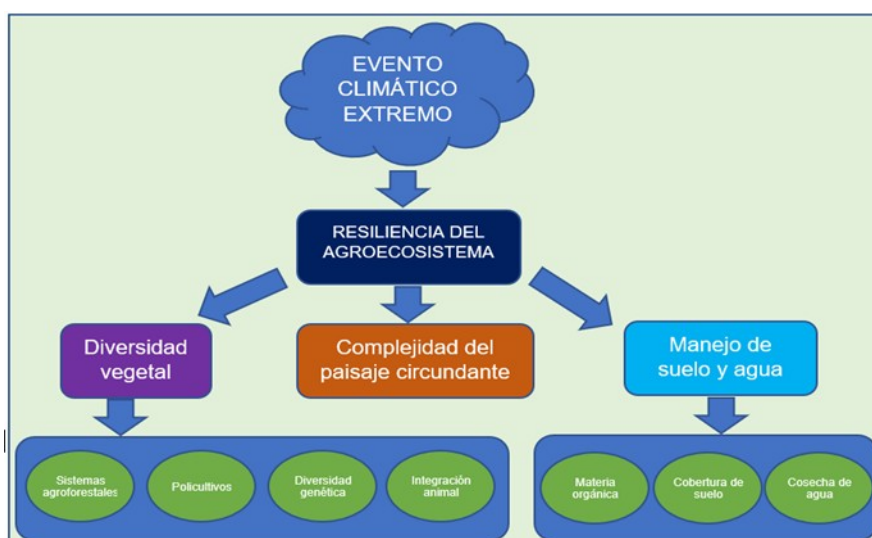 EVENTO
CLIMÁTICO
EXTREMO
RESILIENCIA DEL
AGROECOSISTEMA
Diversidad
vegetal
Complejidad del
paisaje circundante
Manejo de
suelo y agua
Sistemas
agroforestales
Policultivos
Diversidad
genética
Integración
animal
Materia
orgánica
Cobertura de
suelo
Cosecha de
agua